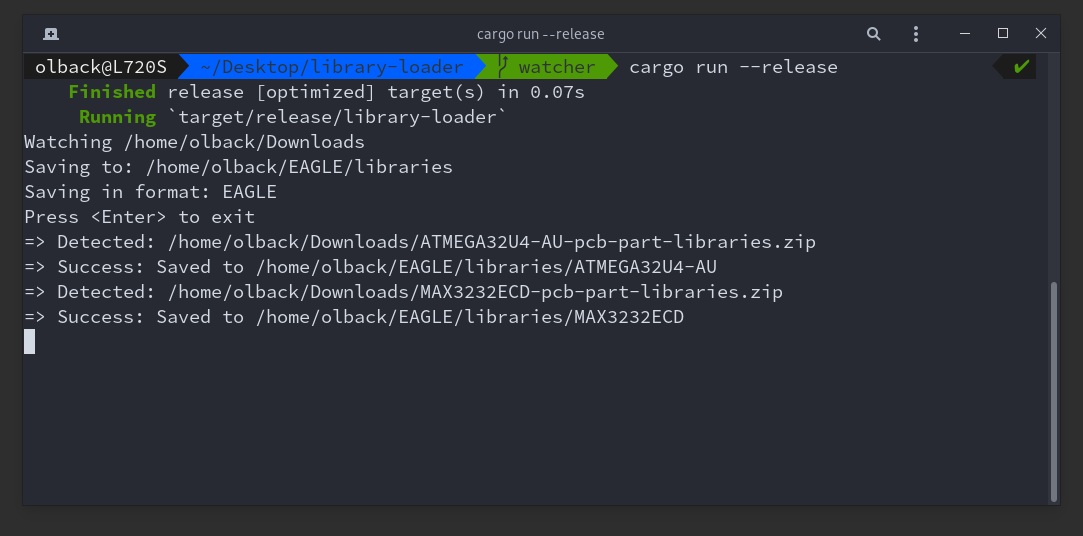 cargo run --release
olback@L720S ~/Desktop/library-loader watcher cargo run --release ✔
Finished release [optimized] target(s) in 0.07s
Running `target/release/library-loader`
Watching /home/olback/Downloads
Saving to: /home/olback/EAGLE/libraries
Saving in format: EAGLE
Press <Enter> to exit
=> Detected: /home/olback/Downloads/ATMEGA32U4-AU-pcb-part-libraries.zip
=> Success: Saved to /home/olback/EAGLE/libraries/ATMEGA32U4-AU
=> Detected: /home/olback/Downloads/MAX3232ECD-pcb-part-libraries.zip
=> Success: Saved to /home/olback/EAGLE/libraries/MAX3232ECD